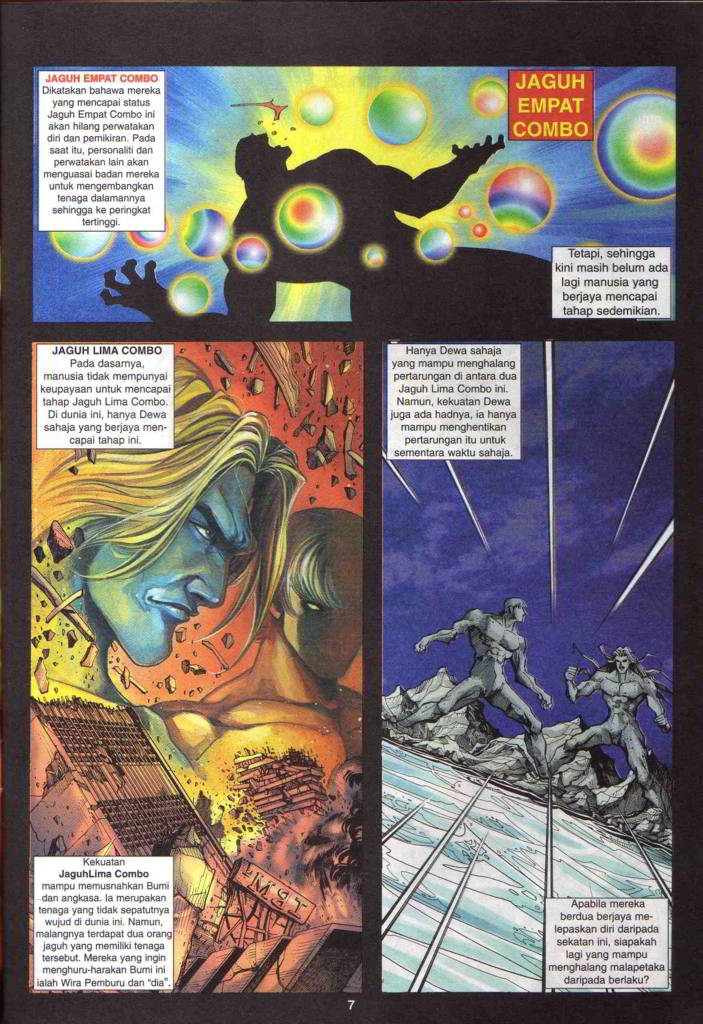 JAGUH EMPAT COMBO
Dikatakan bahawa mereka
yang mencapai status
Jaguh Empat Combo ini
akan hilang perwatakan
diri dan pemikiran. Pada
saat itu, personaliti dan
perwatakan lain akan
menguasai badan mereka
untuk mengembangkan
tenaga dalamannya
sehingga ke peringkat
tertinggi.
JAGUH
EMPAT
COMBO
Tetapi, sehingga
kini masih belum ada
lagi manusia yang
berjaya mencapai
tahap sedemikian.
JAGUH LIMA COMBO
Pada dasarnya,
manusia tidak mempunyai
keupayaan untuk mencapai
tahap Jaguh Lima Combo.
Di dunia ini, hanya Dewa
sahaja yang berjaya men-
capai tahap ini.
Kekuatan
JaguhLima Combo
mampu memusnahkan Bumi
dan angkasa. Ia merupakan
tenaga yang tidak sepatutnya
wujud di dunia ini. Namun,
malangnya terdapat dua orang
jaguh yang memiliki tenaga
tersebut. Mereka yang ingin
menghuru-harakan Bumi ini
ialah Wira Pemburu dan "dia".
Hanya Dewa sahaja
yang mampu menghalang
pertarungan di antara dua
Jaguh Lima Combo ini.
Namun, kekuatan Dewa
juga ada hadnya, ia hanya
mampu menghentikan
pertarungan itu untuk
sementara waktu sahaja.
Apabila mereka
berdua berjaya me-
lepaskan diri daripada
sekatan ini, siapakah
lagi yang mampu
menghalang malapetaka
daripada berlaku?
7